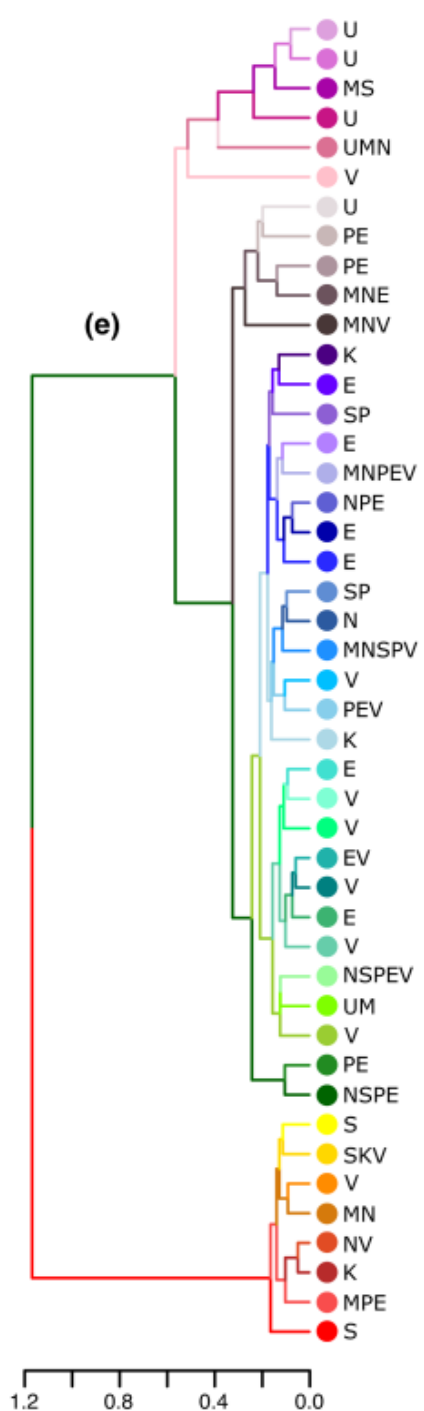 U
U
MS
U
UMN
V
U
PE
PE
MNE
MNV
(e)
K
E
SP
E
MNPEV
NPE
E
E
SP
N
MNSPV
V
PEV
K
E
V
V
EV
V
E
V
NSPEV
UM
V
PE
NSPE
S
SKV
V
MN
NV
K
MPE
S
1.2 0.8 0.4 0.0